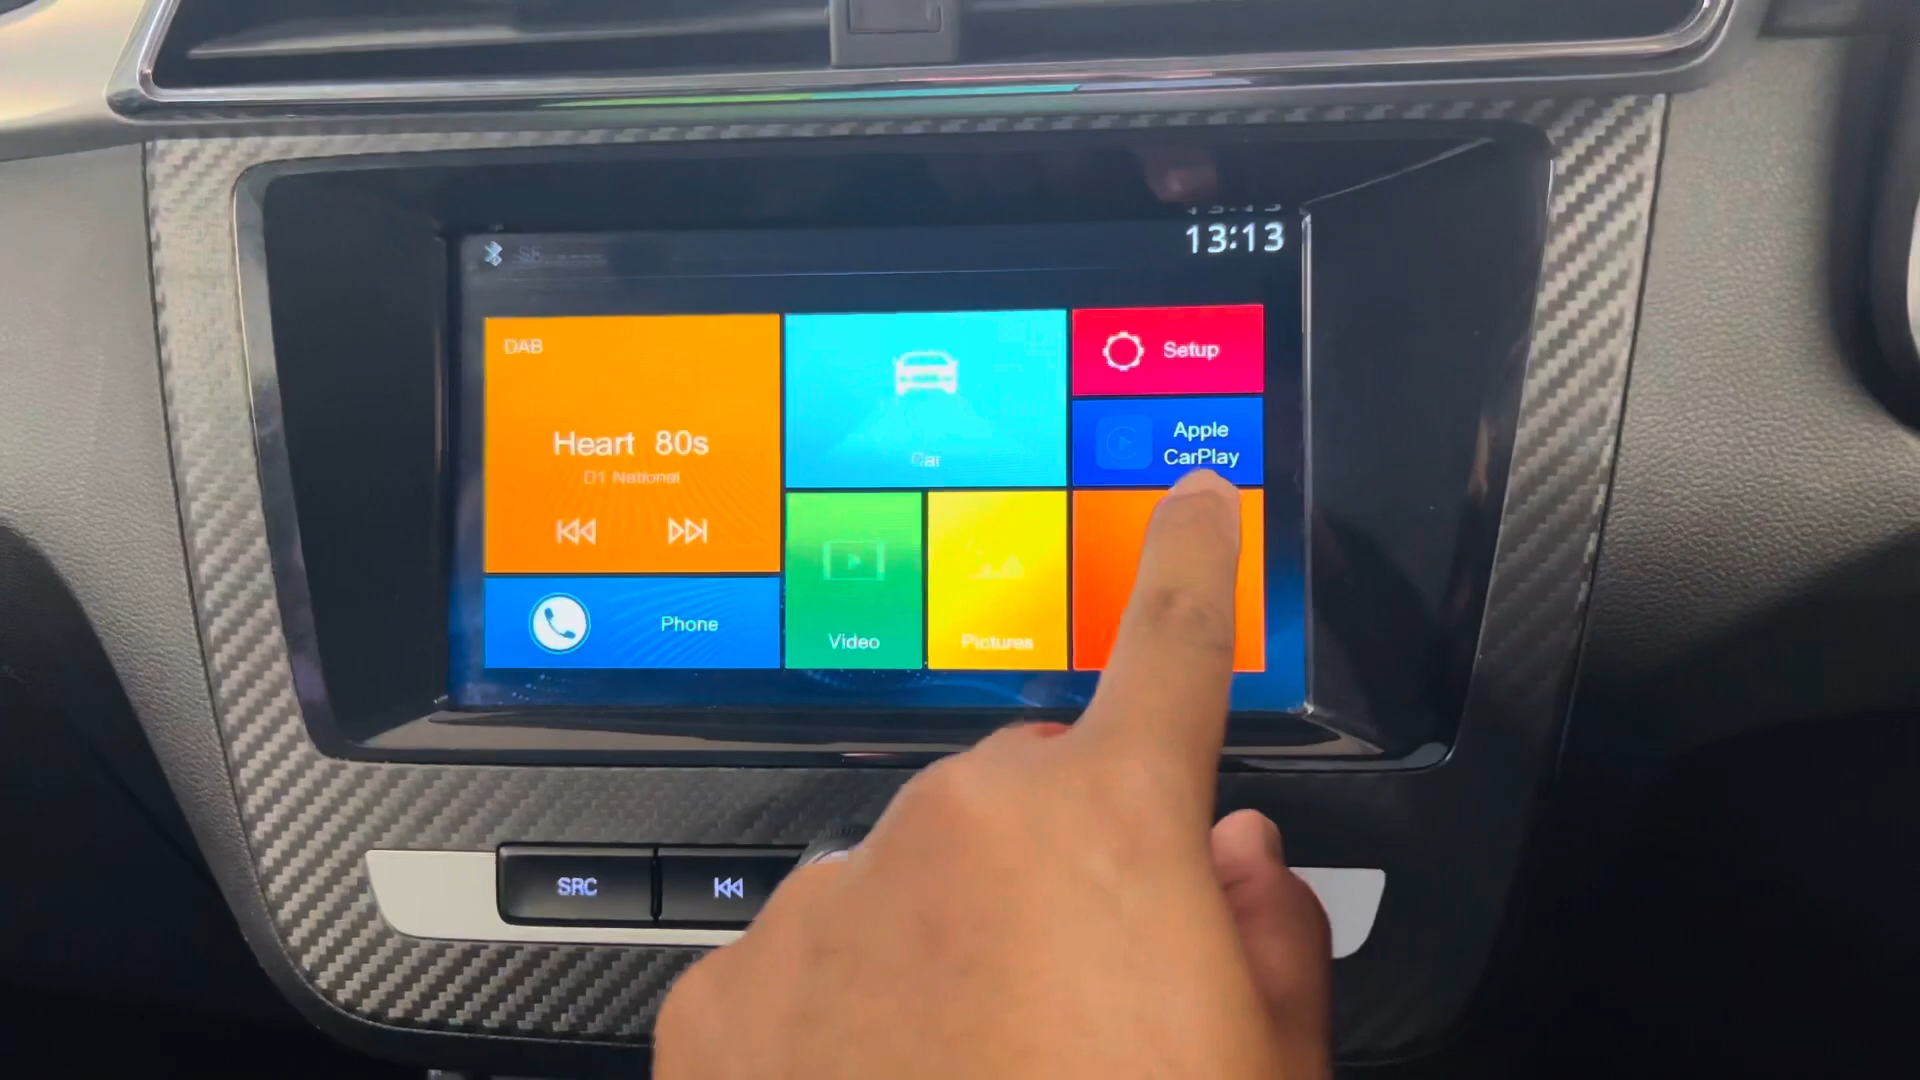 13:13
DAB
Heart 80s
D1 National
Car
Setup
Apple
CarPlay
Phone
Video
Pictures
SRC